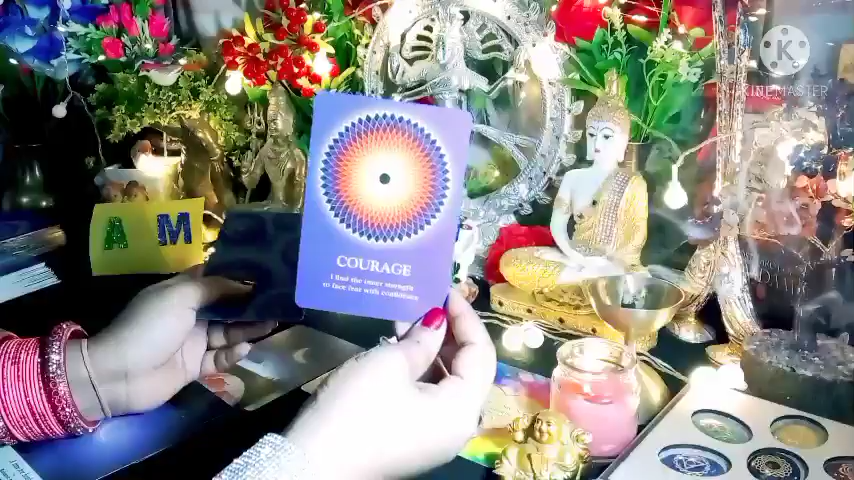 K
KINEMASTER
A M
COURAGE
I find the inner strength
to face fear with confidence